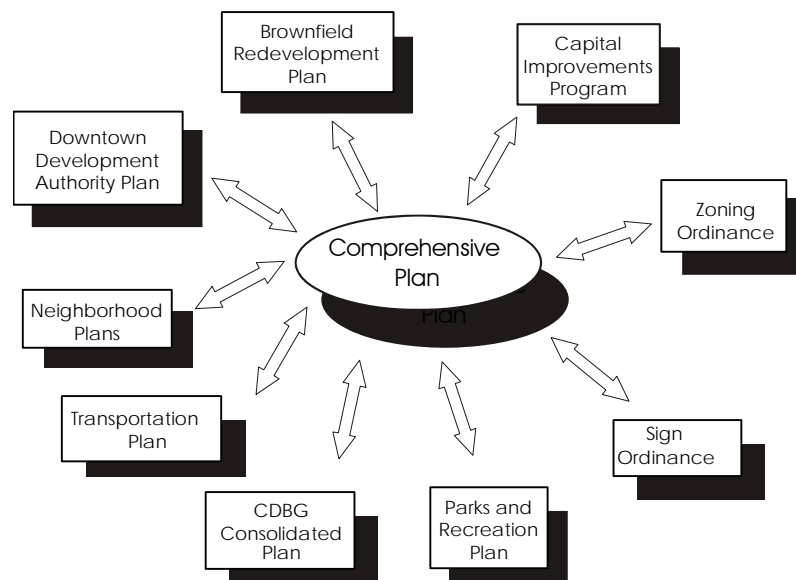 Brownfield
Redevelopment
Plan
Capital
Improvements
Program
Downtown
Development
Authority Plan
Zoning
Ordinance
Comprehensive
Plan
Plan
Neighborhood
Plans
Transportation
Plan
Sign
Ordinance
CDBG
Consolidated
Plan
Parks and
Recreation
Plan